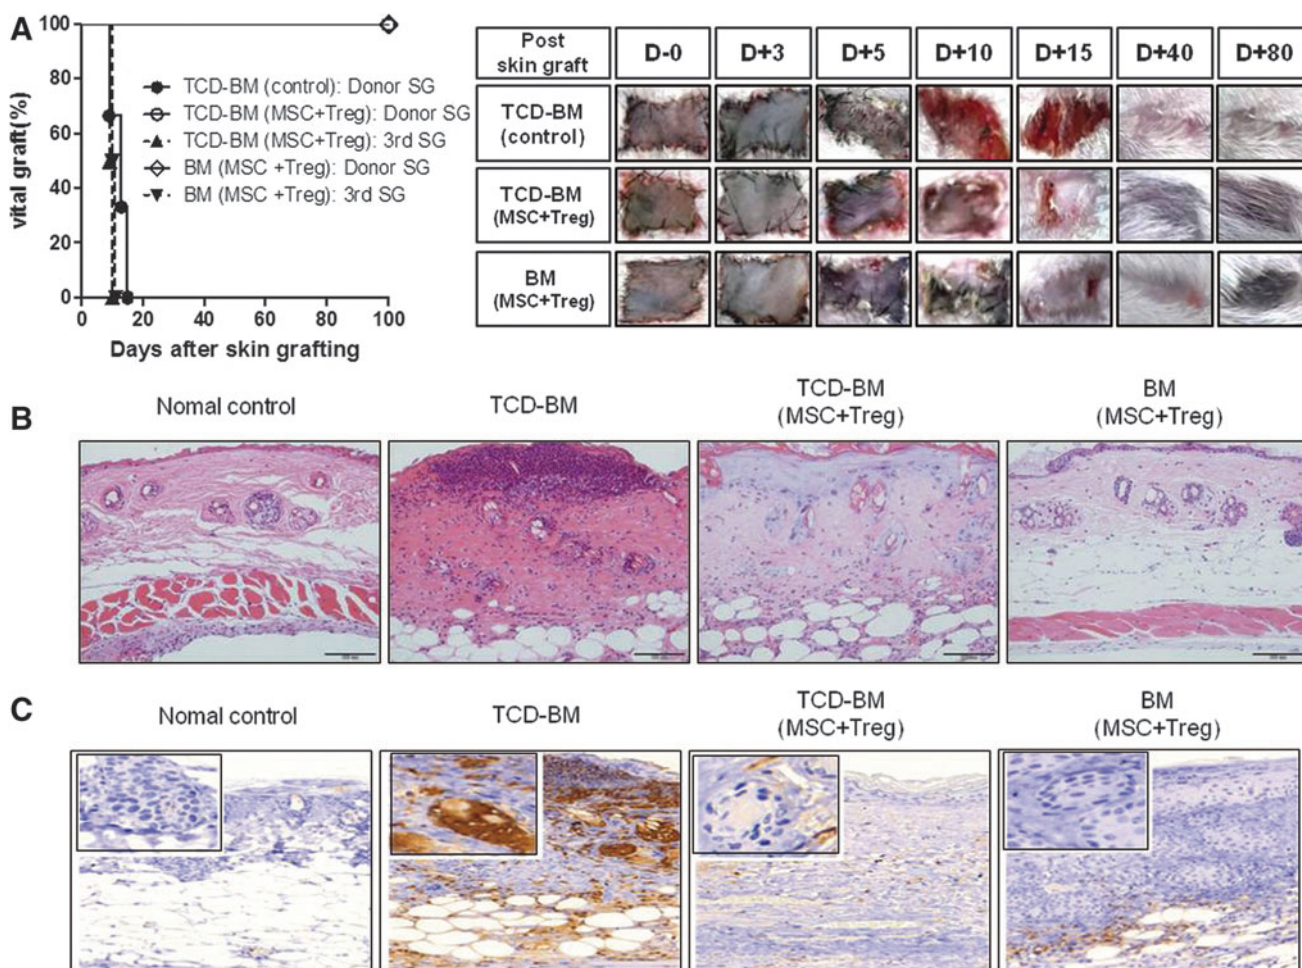 A
vital graft(%)
100
80
60
40
20
0
0 20 40 60 80 100
Days after skin grafting
TCD-BM (control): Donor SG
TCD-BM (MSC+Treg): Donor SG
TCD-BM (MSC+Treg): 3rd SG
BM (MSC +Treg): Donor SG
BM (MSC +Treg): 3rd SG
Post
skin graft
D-0 D+3 D+5 D+10 D+15 D+40 D+80
TCD-BM
(control)
TCD-BM
(MSC+Treg)
BM
(MSC+Treg)
B
Nomal control
TCD-BM
TCD-BM
(MSC+Treg)
BM
(MSC+Treg)
C
Nomal control
TCD-BM
TCD-BM
(MSC+Treg)
BM
(MSC+Treg)